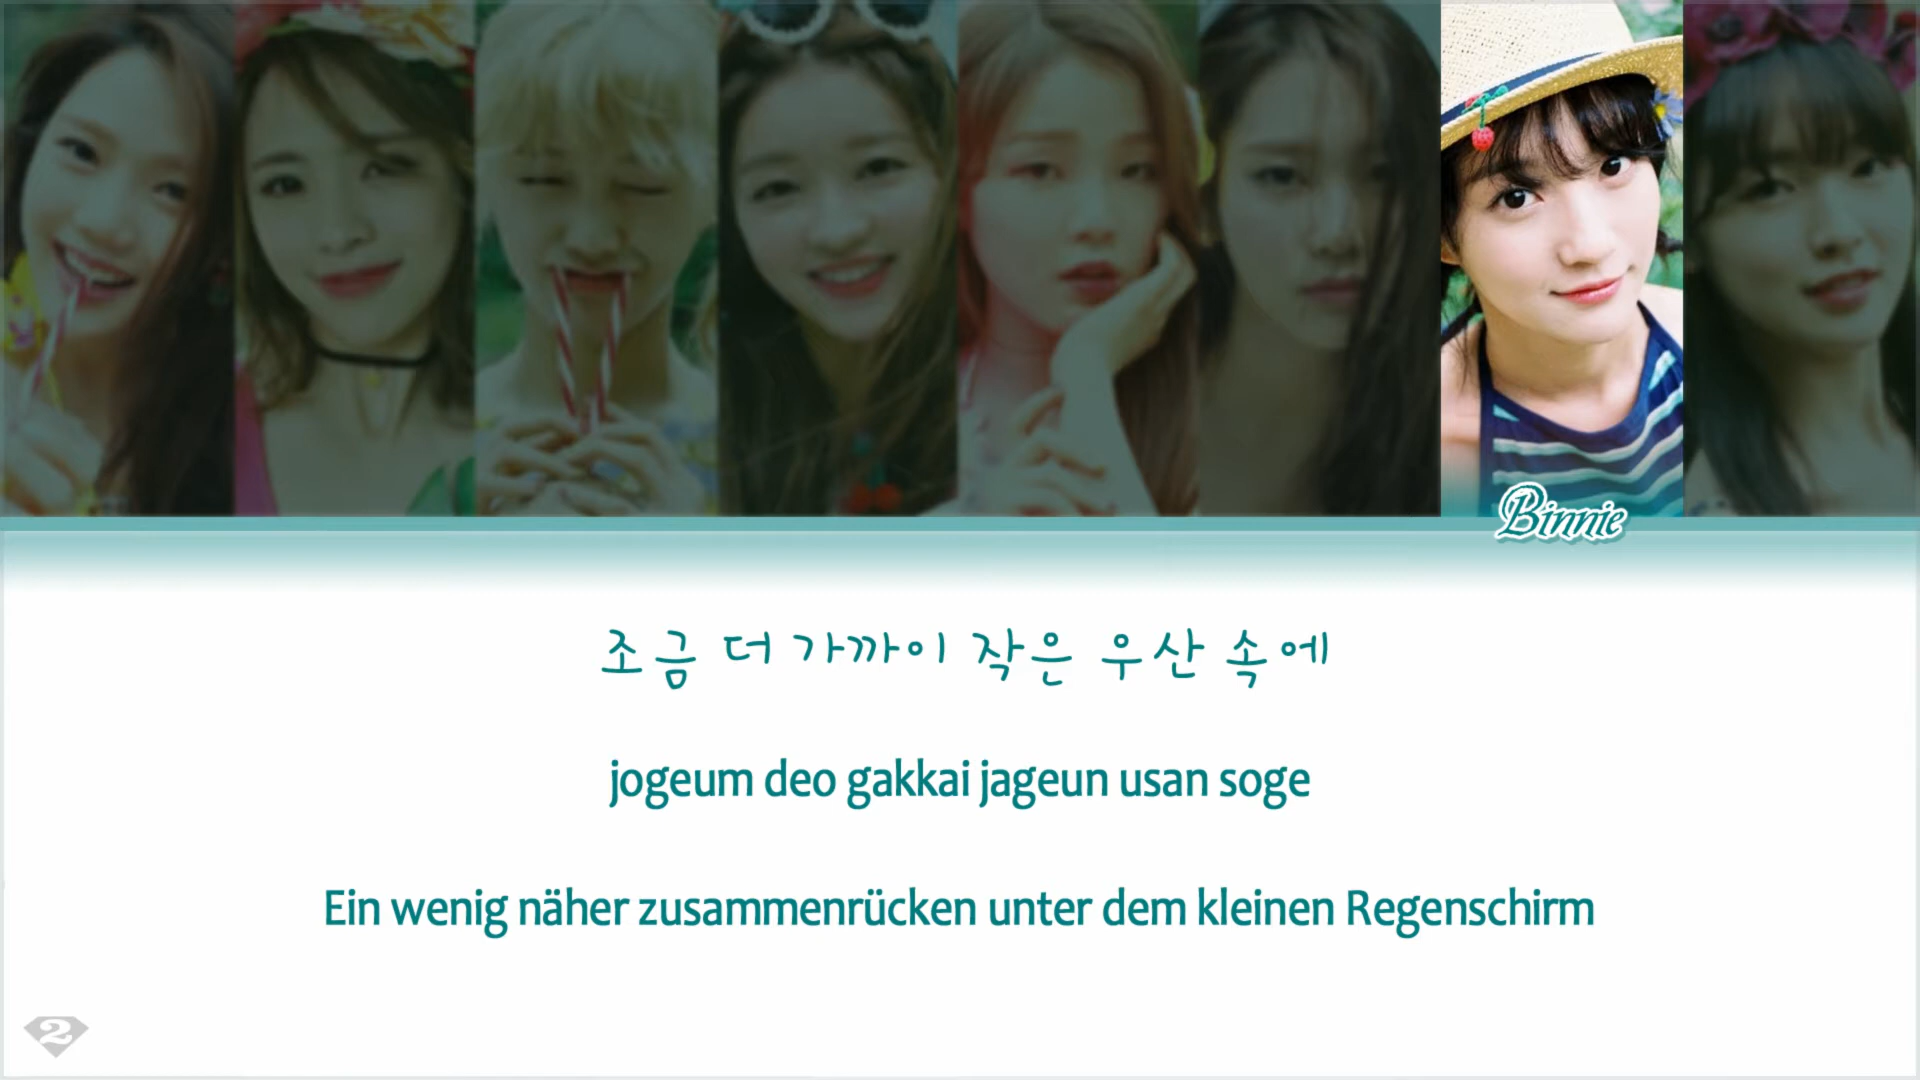 Binnie
조금 더 가까이 작은 우산 속에
jogeum deo gakkai jageun usan soge
Ein wenig näher zusammenrücken unter dem kleinen Regenschirm
2